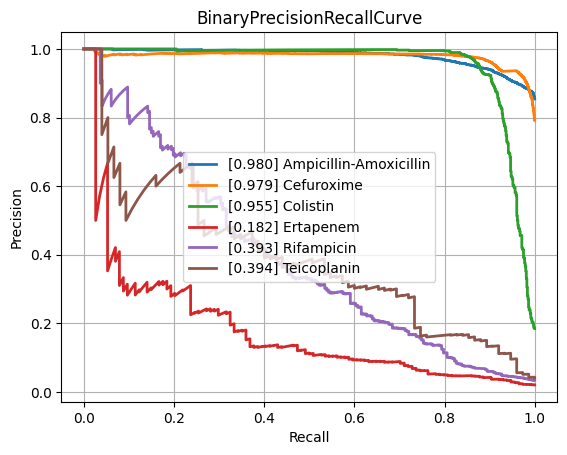 BinaryPrecisionRecallCurve
Precision
1.0
0.8
0.6
0.4
0.2
0.0
[0.980] Ampicillin-Amoxicillin
[0.979] Cefuroxime
[0.955] Colistin
[0.182] Ertapenem
[0.393] Rifampicin
[0.394] Teicoplanin
0.0 0.2 0.4 0.6 0.8 1.0
Recall